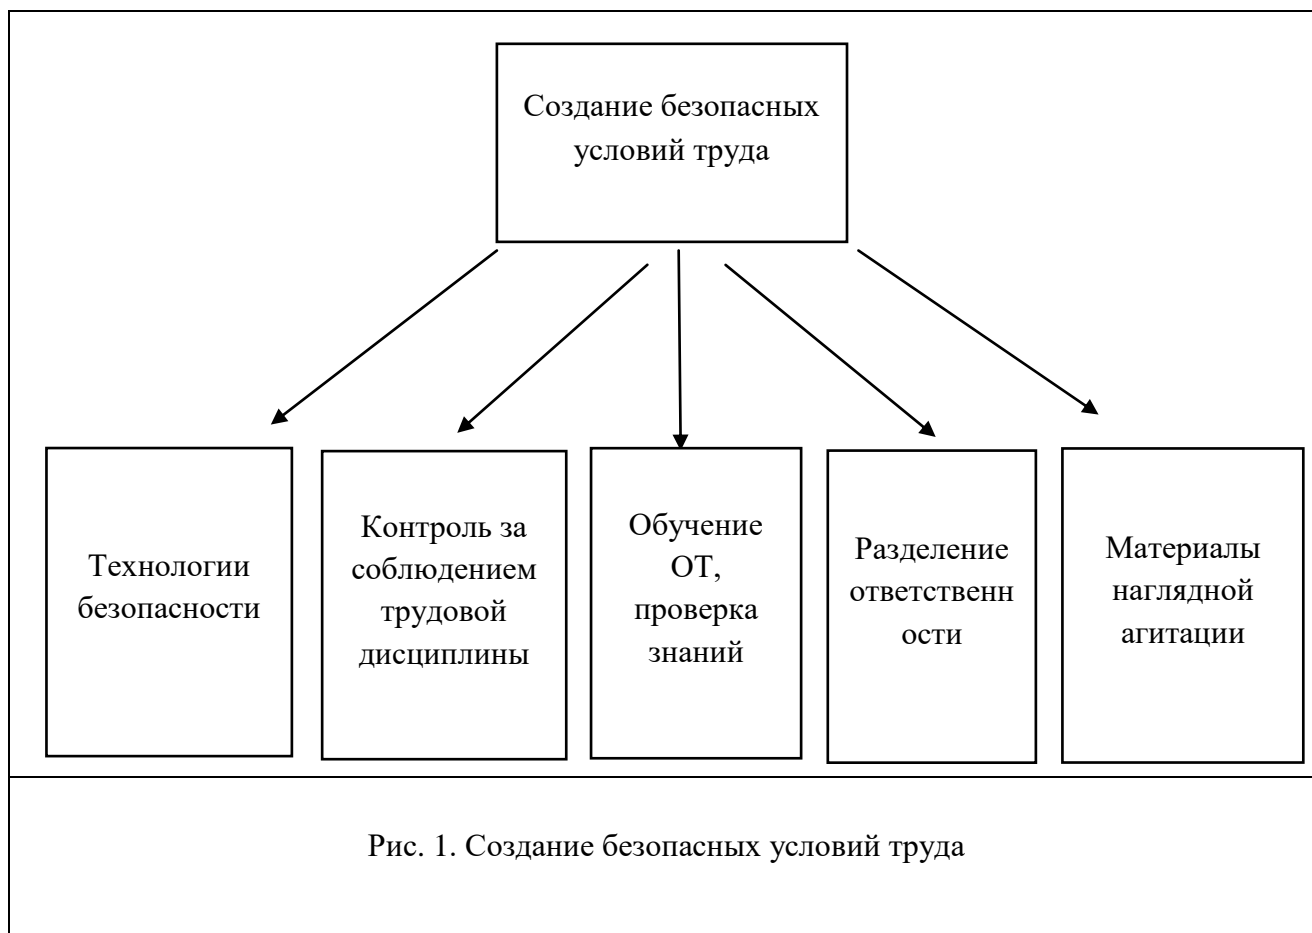 Создание безопасных
условий труда
Технологии
безопасности
Контроль за
соблюдением
трудовой
дисциплины
Обучение
ОТ,
проверка
знаний
Разделение
ответственн
ости
Материалы
наглядной
агитации
Рис. 1. Создание безопасных условий труда